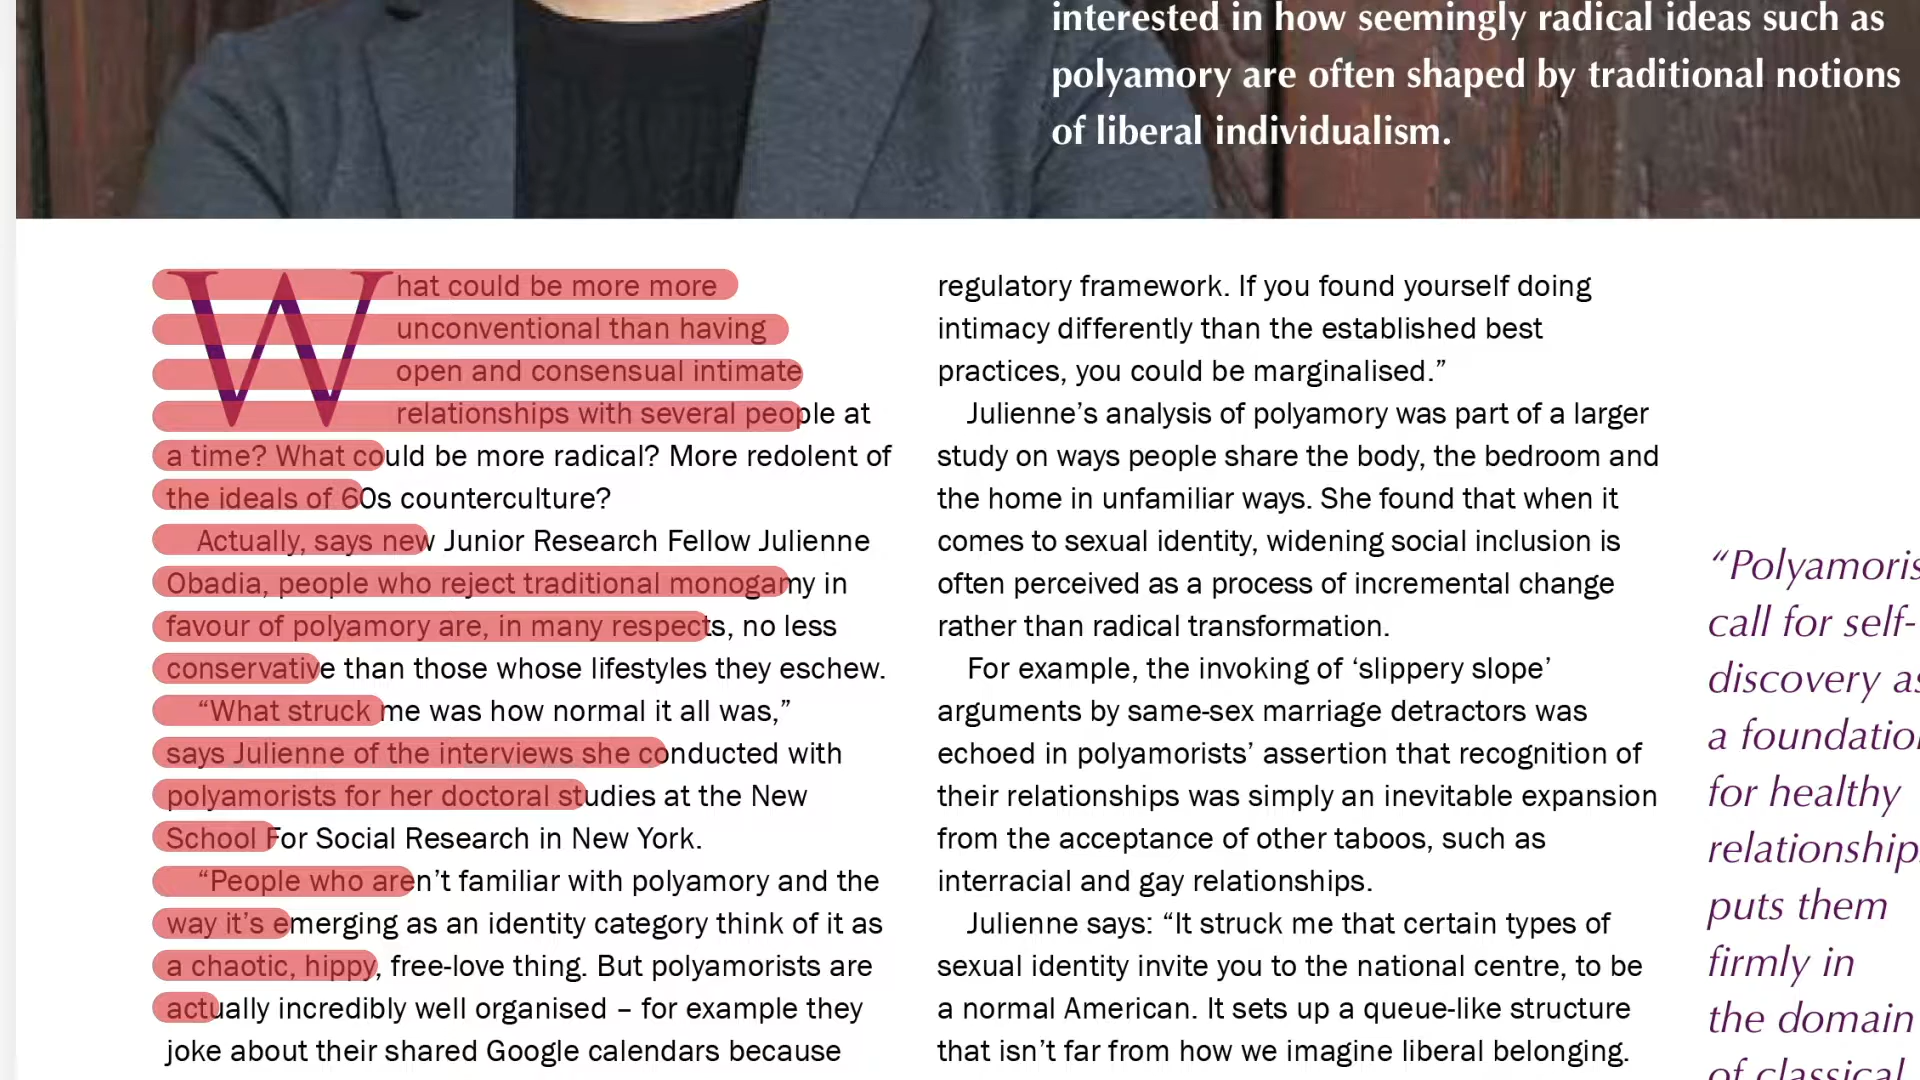 interested in how seemingly radical ideas such as
polyamory are often shaped by traditional notions
of liberal individualism.
What could be more more
unconventional than having
open and consensual intimate
relationships with several people at
a time? What could be more radical? More redolent of
the ideals of 60s counterculture?
Actually, says new Junior Research Fellow Julienne
Obadia, people who reject traditional monogamy in
favour of polyamory are, in many respects, no less
conservative than those whose lifestyles they eschew.
“What struck me was how normal it all was,”
says Julienne of the interviews she conducted with
polyamorists for her doctoral studies at the New
School For Social Research in New York.
“People who aren’t familiar with polyamory and the
way it’s emerging as an identity category think of it as
a chaotic, hippy, free-love thing. But polyamorists are
actually incredibly well organised – for example they
joke about their shared Google calendars because
regulatory framework. If you found yourself doing
intimacy differently than the established best
practices, you could be marginalised.”
Julienne’s analysis of polyamory was part of a larger
study on ways people share the body, the bedroom and
the home in unfamiliar ways. She found that when it
comes to sexual identity, widening social inclusion is
often perceived as a process of incremental change
rather than radical transformation.
For example, the invoking of ‘slippery slope’
arguments by same-sex marriage detractors was
echoed in polyamorists’ assertion that recognition of
their relationships was simply an inevitable expansion
from the acceptance of other taboos, such as
interracial and gay relationships.
Julienne says: “It struck me that certain types of
sexual identity invite you to the national centre, to be
a normal American. It sets up a queue-like structure
that isn’t far from how we imagine liberal belonging.
“Polyamoris
call for self-
discovery as
a foundation
for healthy
relationship
puts them
firmly in
the domain
of classical